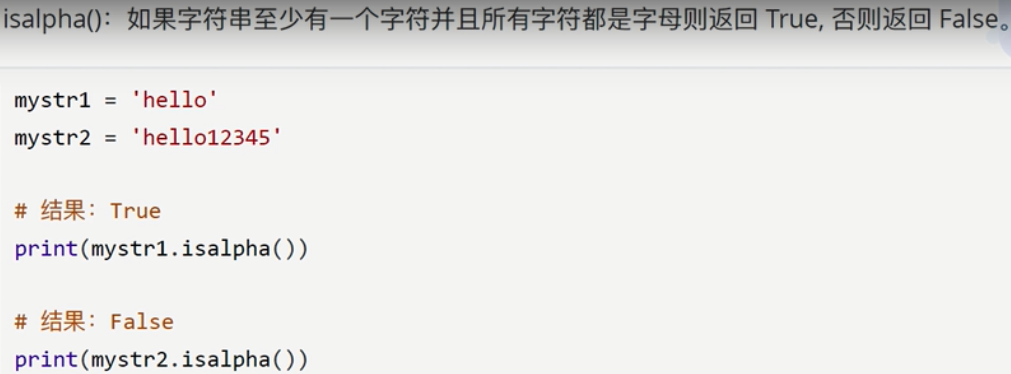 isalpha()：如果字符串至少有一个字符并且所有字符都是字母则返回 True, 否则返回 False。
mystr1 = 'hello'
mystr2 = 'hello12345'
# 结果：True
print(mystr1.isalpha())
# 结果：False
print(mystr2.isalpha())